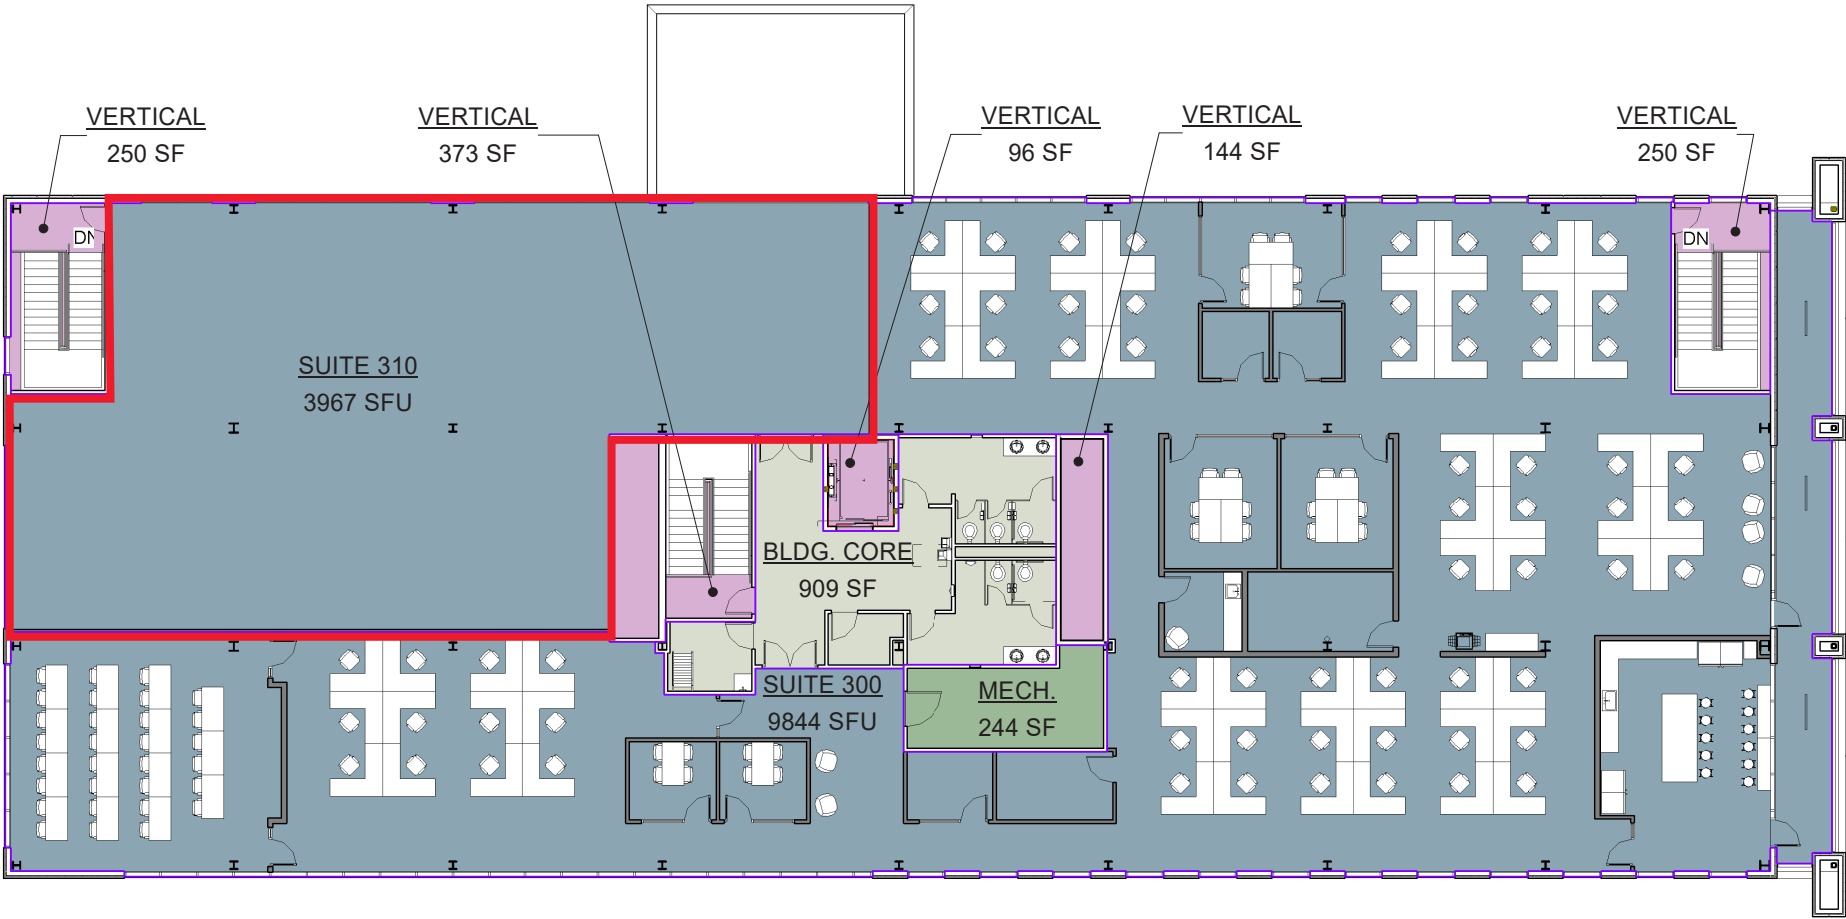 VERTICAL
250 SF
VERTICAL
373 SF
VERTICAL
96 SF
VERTICAL
144 SF
VERTICAL
250 SF
DN
DN
SUITE 310
3967 SFU
BLDG. CORE
909 SF
SUITE 300
9844 SFU
MECH.
244 SF